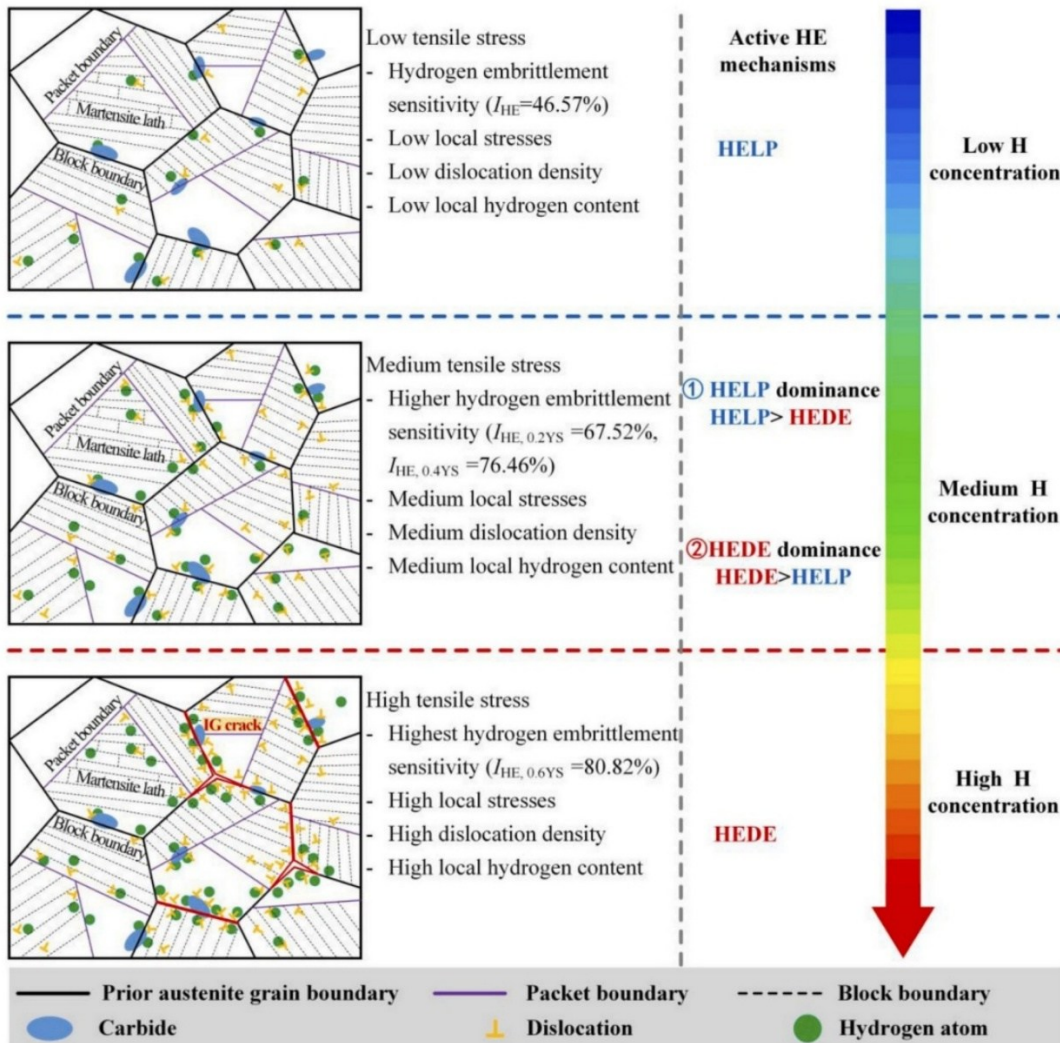 Packet boundary
Martensite lath
Block boundary
Low tensile stress
- Hydrogen embrittlement
sensitivity (IHE=46.57%)
- Low local stresses
- Low dislocation density
- Low local hydrogen content
Active HE
mechanisms
HELP
Low H
concentration
Packet boundary
Martensite lath
Block boundary
Medium tensile stress
- Higher hydrogen embrittlement
sensitivity (IHE, 0.2YS =67.52%,
IHE, 0.4YS =76.46%)
- Medium local stresses
- Medium dislocation density
- Medium local hydrogen content
① HELP dominance
HELP> HEDE
②HEDE dominance
HEDE>HELP
Medium H
concentration
Packet boundary
Martensite lath
Block boundary
IG crack
High tensile stress
- Highest hydrogen embrittlement
sensitivity (IHE, 0.6YS =80.82%)
- High local stresses
- High dislocation density
- High local hydrogen content
HEDE
High H
concentration
Prior austenite grain boundary
Packet boundary
Block boundary
Carbide
Dislocation
Hydrogen atom